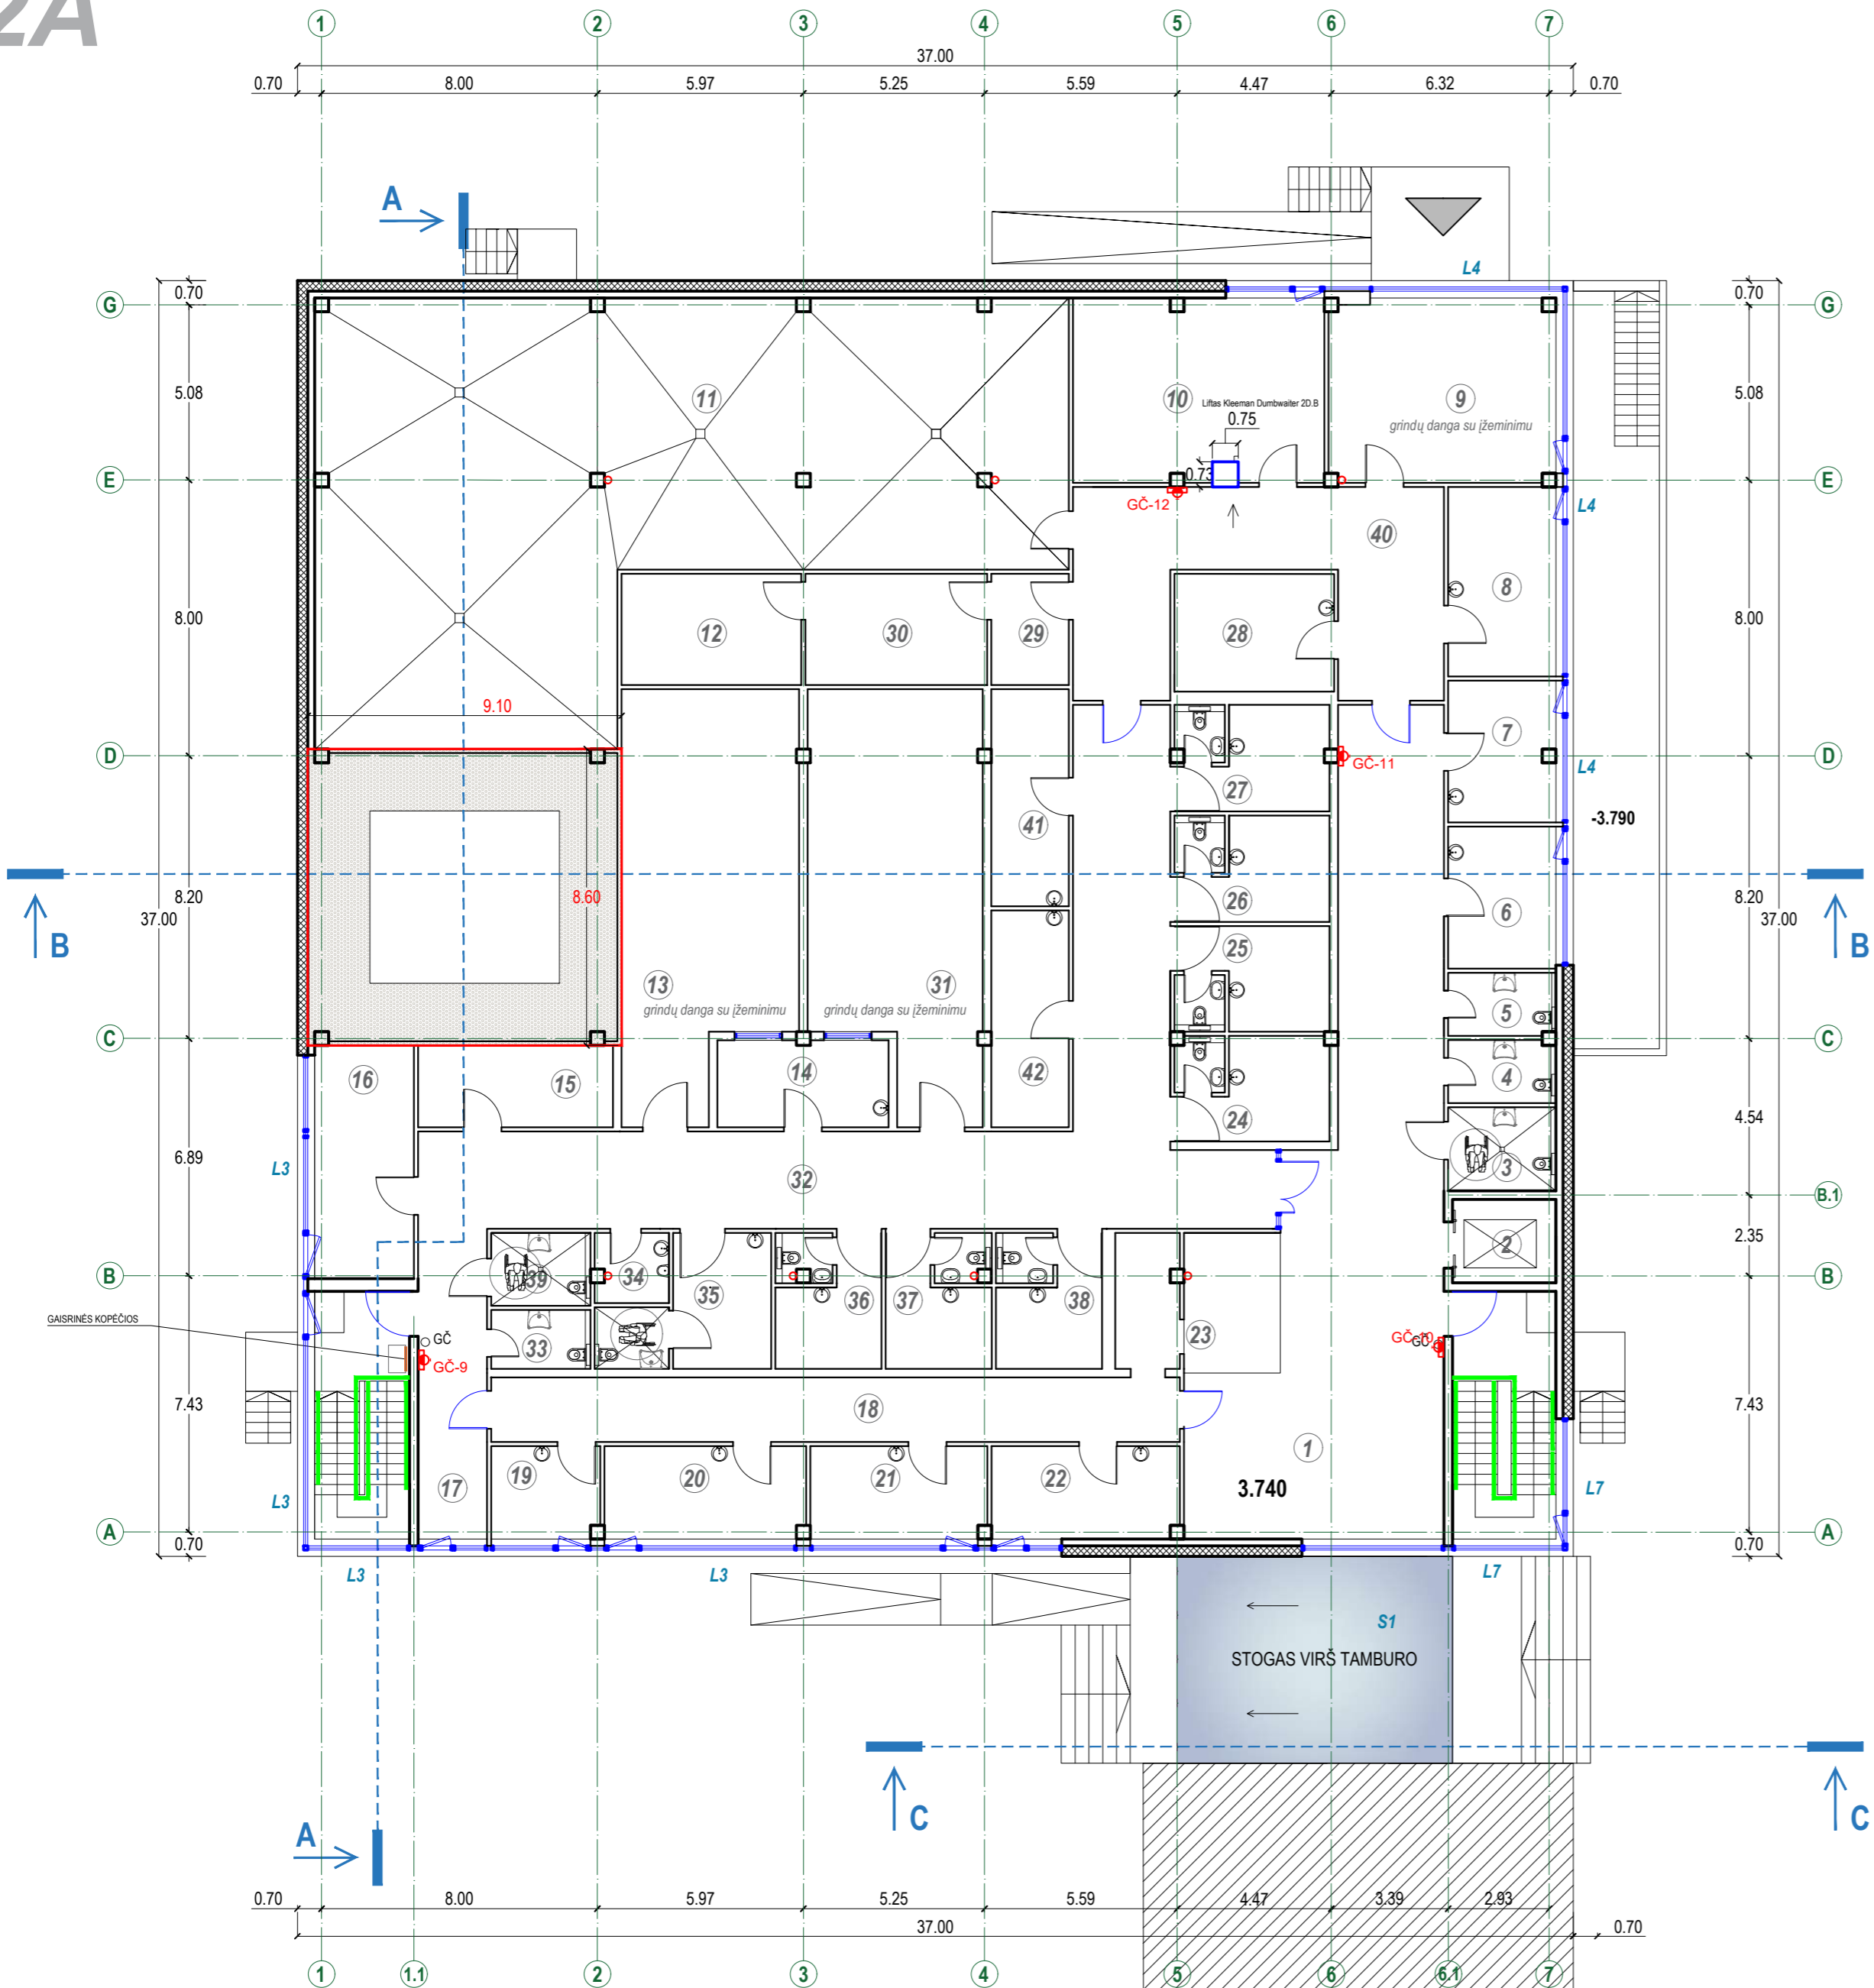 2A
1 2 3 4 5 6 7
37.00
0.70 8.00 5.97 5.25 5.59 4.47 6.32 0.70
A
L4
0.70 0.70
G G
5.08 11 10 Liftas Kleeman Dumbwaiter 2D.B 9 5.08
0.75
grindų danga su įžeminimu
0.73
E E
GČ-12 L4
40
8
8.00 12 30 29 28 8.00
9.10 7
D D
GČ-11 L4
27
41 -3.790
B B
8.20 8.60 26 6 8.20
37.00 37.00
25
13 31
grindų danga su įžeminimu grindų danga su įžeminimu
5
C C
16 15 14 42 4
24 4.54
6.89 3
L3
32 B.1
2 2.35
B B
39 34 35 36 37 38
GAISRINĖS KOPĖČIOS
GČ 33 23 GČ-10 GČ
GČ-9
7.43 18 7.43
1
17 19 20 21 22 3.740
L3 L7
A A
0.70 0.70
L3 L3 L7
S1
STOGAS VIRŠ TAMBURO
C C
A
0.70 8.00 5.97 5.25 5.59 4.47 3.39 2.93
37.00 0.70
1 1.1 2 3 4 5 6 6.1 7